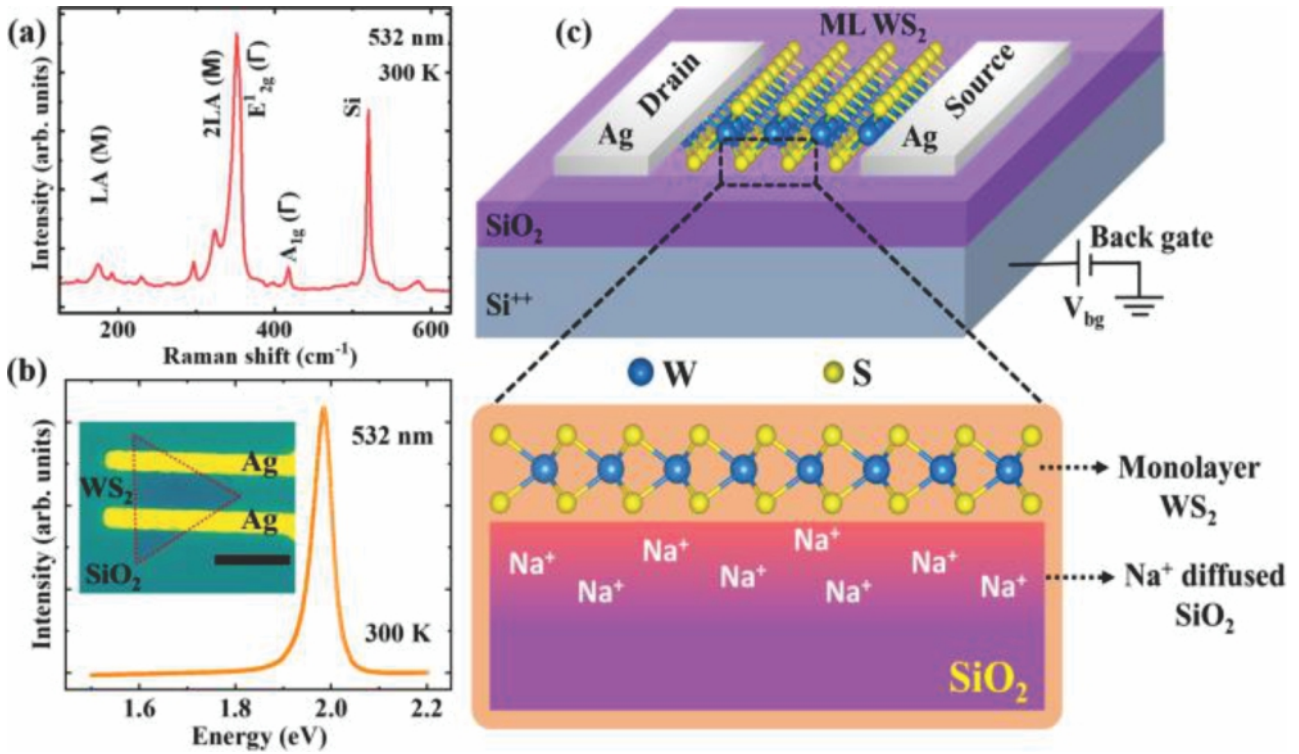 (a)
532 nm
300 K
LA (M)
2LA (M)
E¹₂g (Γ)
A₁g (Γ)
Si
Intensity (arb. units)
200
400
600
Raman shift (cm⁻¹)
(b)
532 nm
300 K
Ag
WS₂
Ag
SiO₂
Intensity (arb. units)
1.6
1.8
2.0
2.2
Energy (eV)
(c)
ML WS₂
Drain
Ag
Source
Ag
SiO₂
Si⁺⁺
Back gate
V_bg
W
S
Monolayer
WS₂
Na⁺
Na⁺
Na⁺
Na⁺
Na⁺
Na⁺
Na⁺
Na⁺
Na⁺ diffused
SiO₂
SiO₂